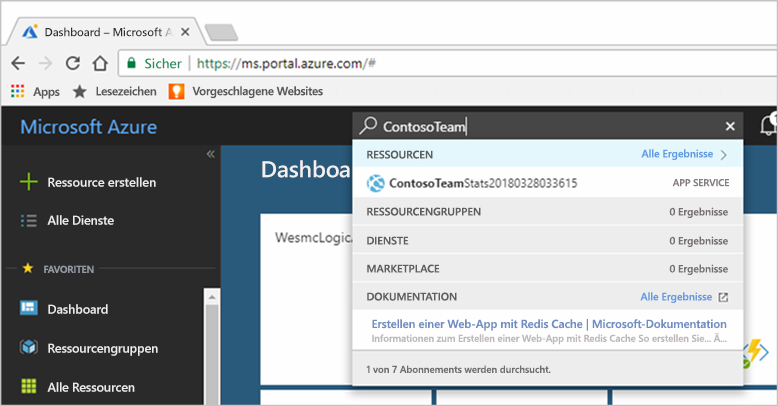 Dashboard – Microsoft A
Sicher https://ms.portal.azure.com/#
Apps Lesezeichen Vorgeschlagene Websites
Microsoft Azure
ContosoTeam
Ressource erstellen
Alle Dienste
FAVORITEN
Dashboard
Ressourcengruppen
Alle Ressourcen
Dashboa
WesmcLogic
RESSOURCEN Alle Ergebnisse
ContosoTeamStats20180328033615 APP SERVICE
RESSOURCENGRUPPEN 0 Ergebnisse
DIENSTE 0 Ergebnisse
MARKETPLACE 0 Ergebnisse
DOKUMENTATION Alle Ergebnisse
Erstellen einer Web-App mit Redis Cache | Microsoft-Dokumentation
Informationen zum Erstellen einer Web-App mit Redis Cache So erstellen Sie... Ä...
1 von 7 Abonnements werden durchsucht.